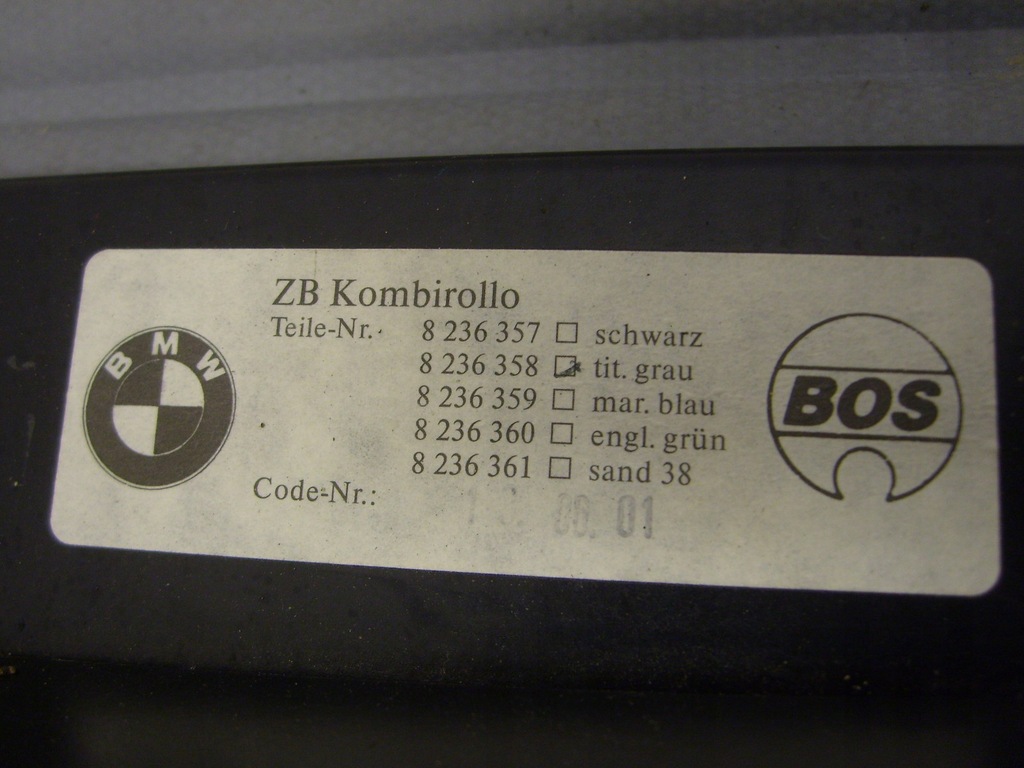 BMW
ZB Kombirollo
Teile-Nr. 8 236 357 □ schwarz
8 236 358 ☑ tit. grau
8 236 359 □ mar. blau
8 236 360 □ engl. grün
8 236 361 □ sand 38
Code-Nr.:
01
BOS